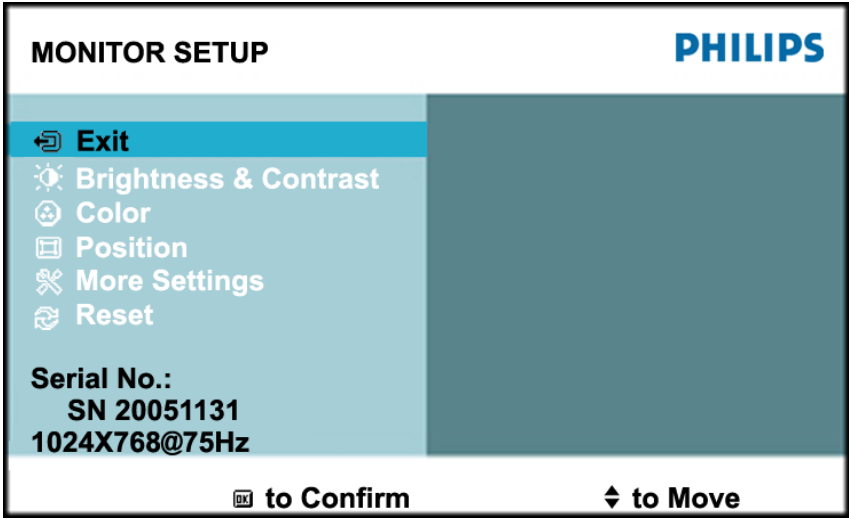 MONITOR SETUP
PHILIPS
Exit
Brightness & Contrast
Color
Position
More Settings
Reset
Serial No.:
SN 20051131
1024X768@75Hz
OK to Confirm
to Move